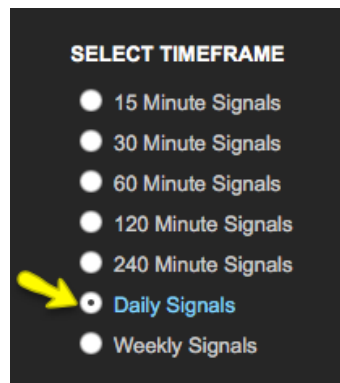 SELECT TIMEFRAME
15 Minute Signals
30 Minute Signals
60 Minute Signals
120 Minute Signals
240 Minute Signals
Daily Signals
Weekly Signals